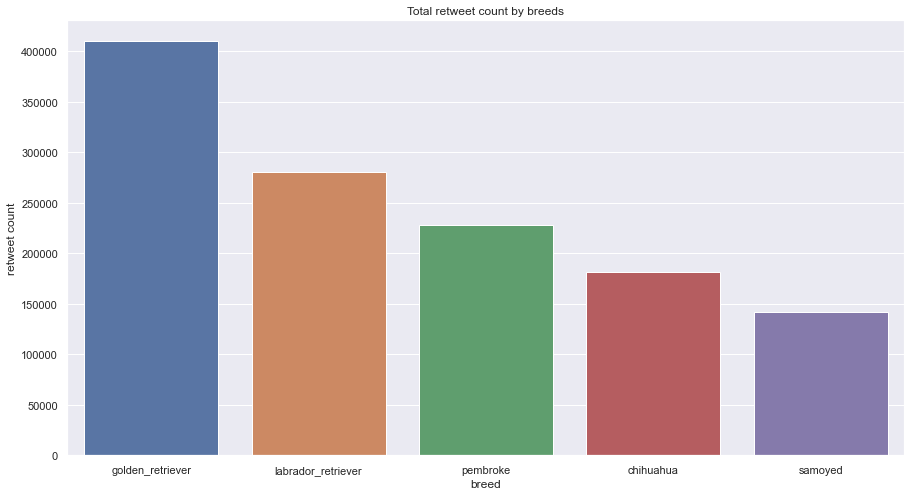 Total retweet count by breeds
retweet count
400000
350000
300000
250000
200000
150000
100000
50000
0
golden_retriever labrador_retriever pembroke chihuahua samoyed
breed